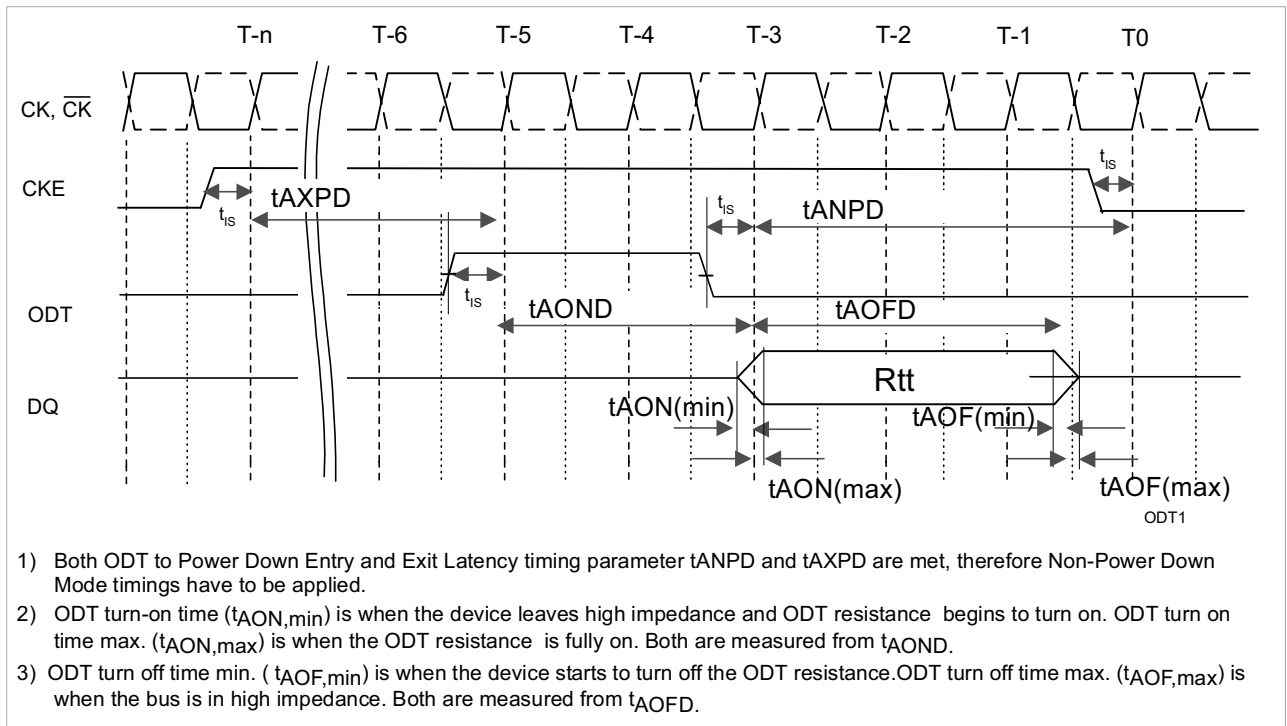 T-n T-6 T-5 T-4 T-3 T-2 T-1 T0
CK, CK
CKE
tIS
tAXPD
tIS
tANPD
tIS
tIS
ODT
tAOND
tAOFD
DQ
Rtt
tAON(min)
tAOF(min)
tAON(max)
tAOF(max)
ODT1
1) Both ODT to Power Down Entry and Exit Latency timing parameter tANPD and tAXPD are met, therefore Non-Power Down
Mode timings have to be applied.
2) ODT turn-on time (tAON,min) is when the device leaves high impedance and ODT resistance begins to turn on. ODT turn on
time max. (tAON,max) is when the ODT resistance is fully on. Both are measured from tAOND.
3) ODT turn off time min. ( tAOF,min) is when the device starts to turn off the ODT resistance.ODT turn off time max. (tAOF,max) is
when the bus is in high impedance. Both are measured from tAOFD.